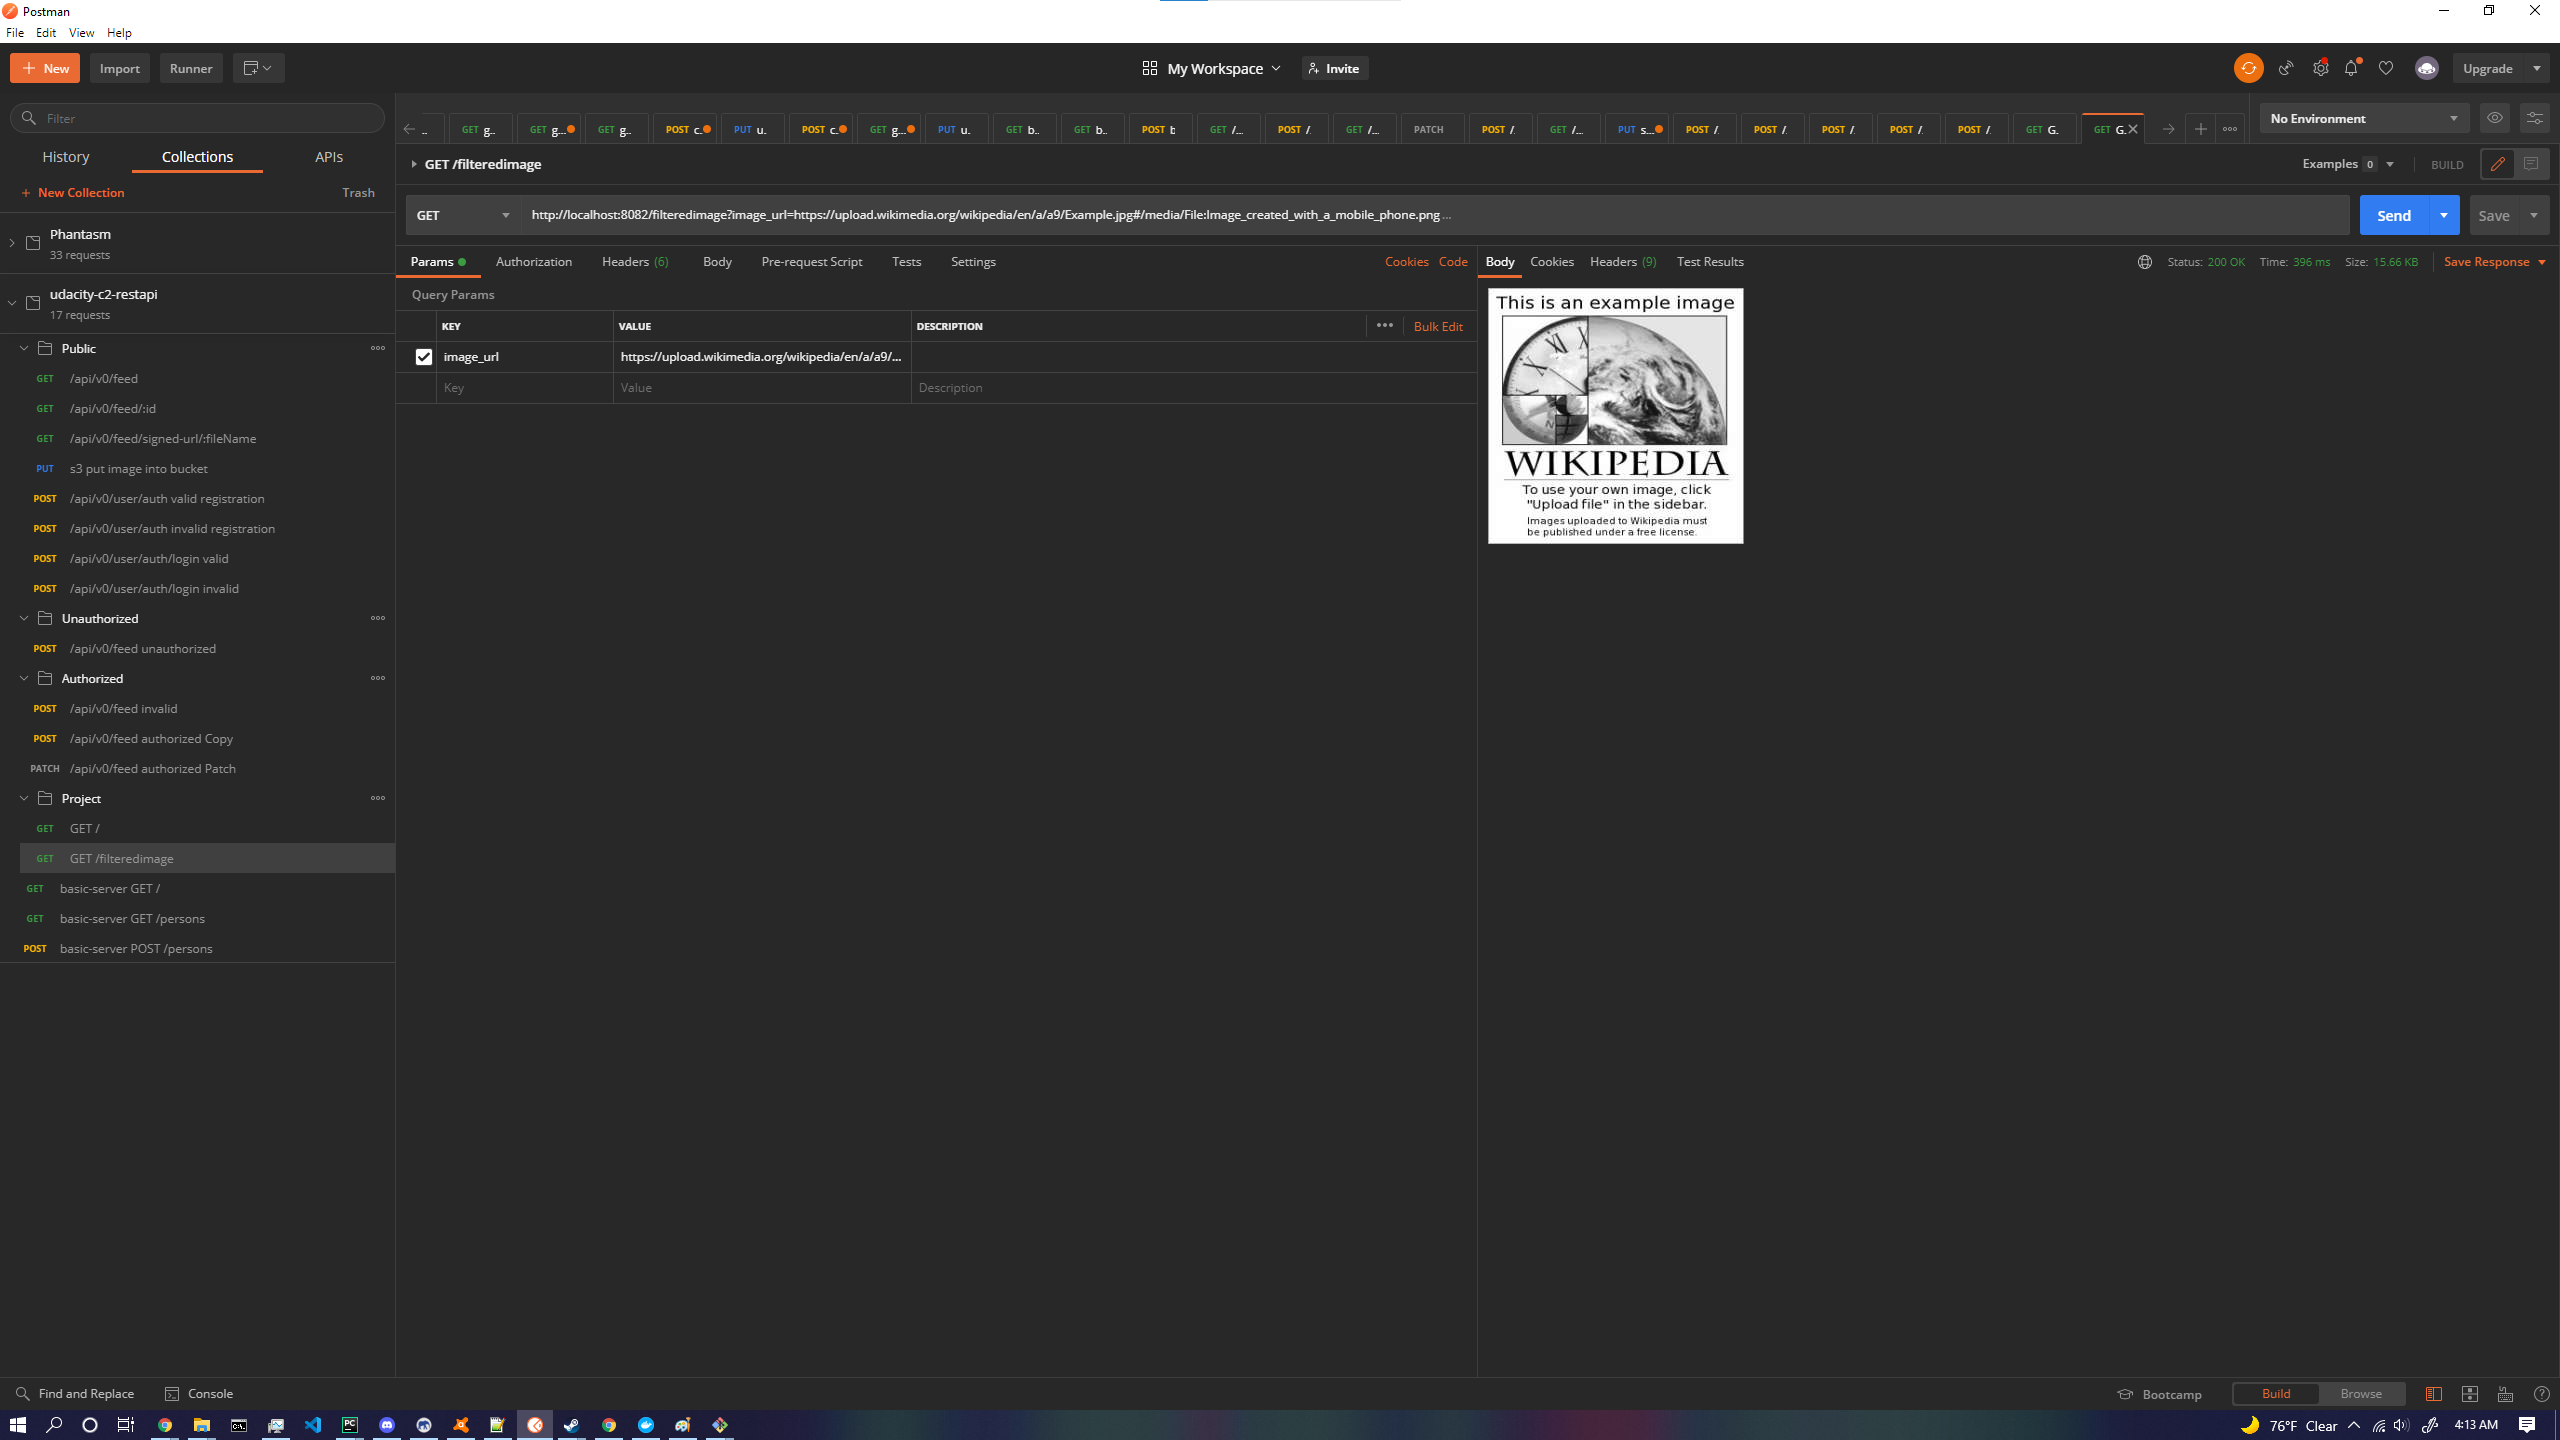 Postman
File Edit View Help
New Import Runner My Workspace Invite Upgrade
Filter
History Collections APIs
New Collection Trash
Phantasm
33 requests
udacity-c2-restapi
17 requests
Public
GET /api/v0/feed
GET /api/v0/feed/:id
GET /api/v0/feed/signed-url/:fileName
PUT s3 put image into bucket
POST /api/v0/user/auth valid registration
POST /api/v0/user/auth invalid registration
POST /api/v0/user/auth/login valid
POST /api/v0/user/auth/login invalid
Unauthorized
POST /api/v0/feed unauthorized
Authorized
POST /api/v0/feed invalid
POST /api/v0/feed authorized Copy
PATCH /api/v0/feed authorized Patch
Project
GET GET /
GET GET /filteredimage
GET basic-server GET /
GET basic-server GET /persons
POST basic-server POST /persons
.. GET g.. GET g... GET g.. POST c. PUT u. POST c. GET g... PUT u. GET b.. GET b.. POST b GET /... POST /. GET /... PATCH POST /. GET /... PUT s... POST /. POST /. POST /. POST /. POST /. GET G. GET G. No Environment
GET /filteredimage Examples 0 BUILD
GET http://localhost:8082/filteredimage?image_url=https://upload.wikimedia.org/wikipedia/en/a/a9/Example.jpg#/media/File:Image_created_with_a_mobile_phone.png ... Send Save
Params Authorization Headers (6) Body Pre-request Script Tests Settings Cookies Code
Query Params
KEY VALUE DESCRIPTION Bulk Edit
image_url https://upload.wikimedia.org/wikipedia/en/a/a9/...
Key Value Description
Body Cookies Headers (9) Test Results Status: 200 OK Time: 396 ms Size: 15.66 KB Save Response
This is an example image
XI XII X IX
N
WIKIPEDIA
To use your own image, click
"Upload file" in the sidebar.
Images uploaded to Wikipedia must
be published under a free license.
Find and Replace Console Bootcamp Build Browse
76°F Clear 4:13 AM